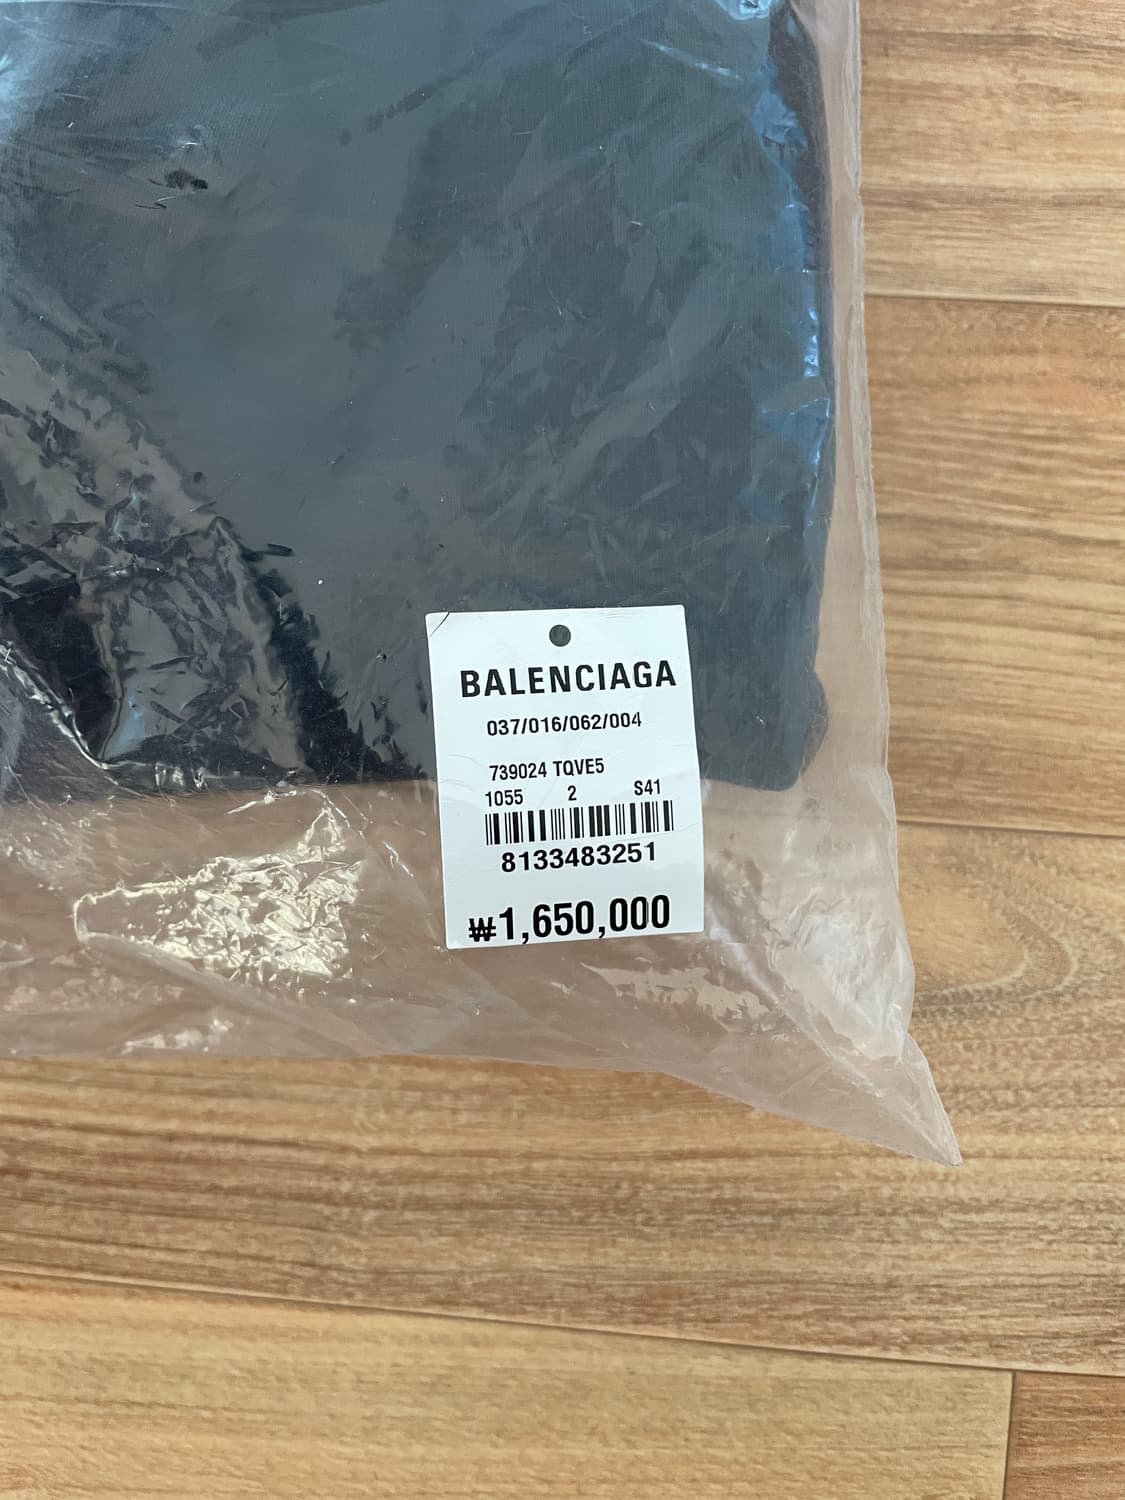 BALENCIAGA
037/016/062/004
739024 TQVE5
1055 2 S41
8133483251
₩1,650,000